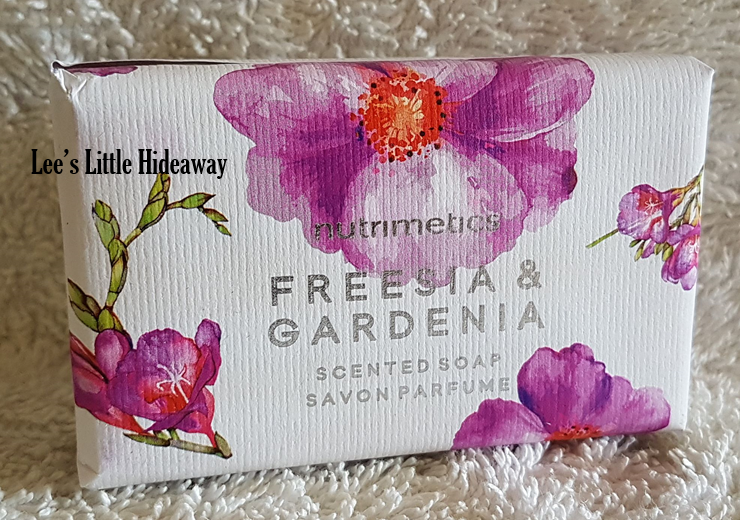 Lee's Little Hideaway
nutrimetics
FREESIA &
GARDENIA
SCENTED SOAP
SAVON PARFUME